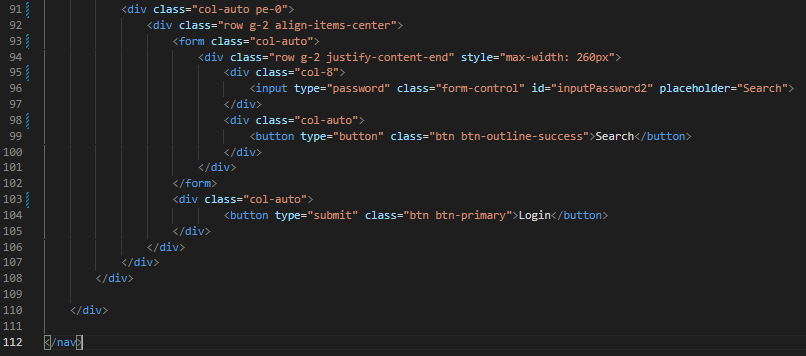 91 <div class="col-auto pe-0">
92 <div class="row g-2 align-items-center">
93 <form class="col-auto">
94 <div class="row g-2 justify-content-end" style="max-width: 260px">
95 <div class="col-8">
96 <input type="password" class="form-control" id="inputPassword2" placeholder="Search">
97 </div>
98 <div class="col-auto">
99 <button type="button" class="btn btn-outline-success">Search</button>
100 </div>
101 </div>
102 </form>
103 <div class="col-auto">
104 <button type="submit" class="btn btn-primary">Login</button>
105 </div>
106 </div>
107 </div>
108 </div>
109
110 </div>
111
112 </nav>